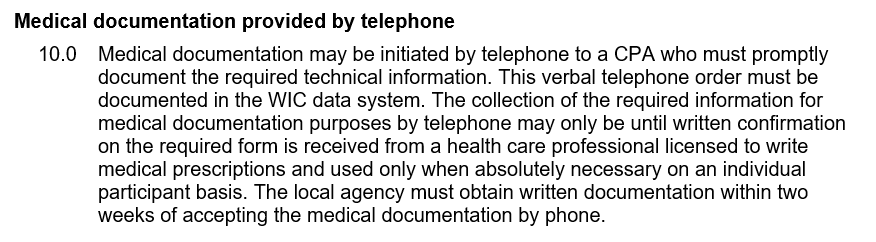 Medical documentation provided by telephone
10.0 Medical documentation may be initiated by telephone to a CPA who must promptly
document the required technical information. This verbal telephone order must be
documented in the WIC data system. The collection of the required information for
medical documentation purposes by telephone may only be until written confirmation
on the required form is received from a health care professional licensed to write
medical prescriptions and used only when absolutely necessary on an individual
participant basis. The local agency must obtain written documentation within two
weeks of accepting the medical documentation by phone.